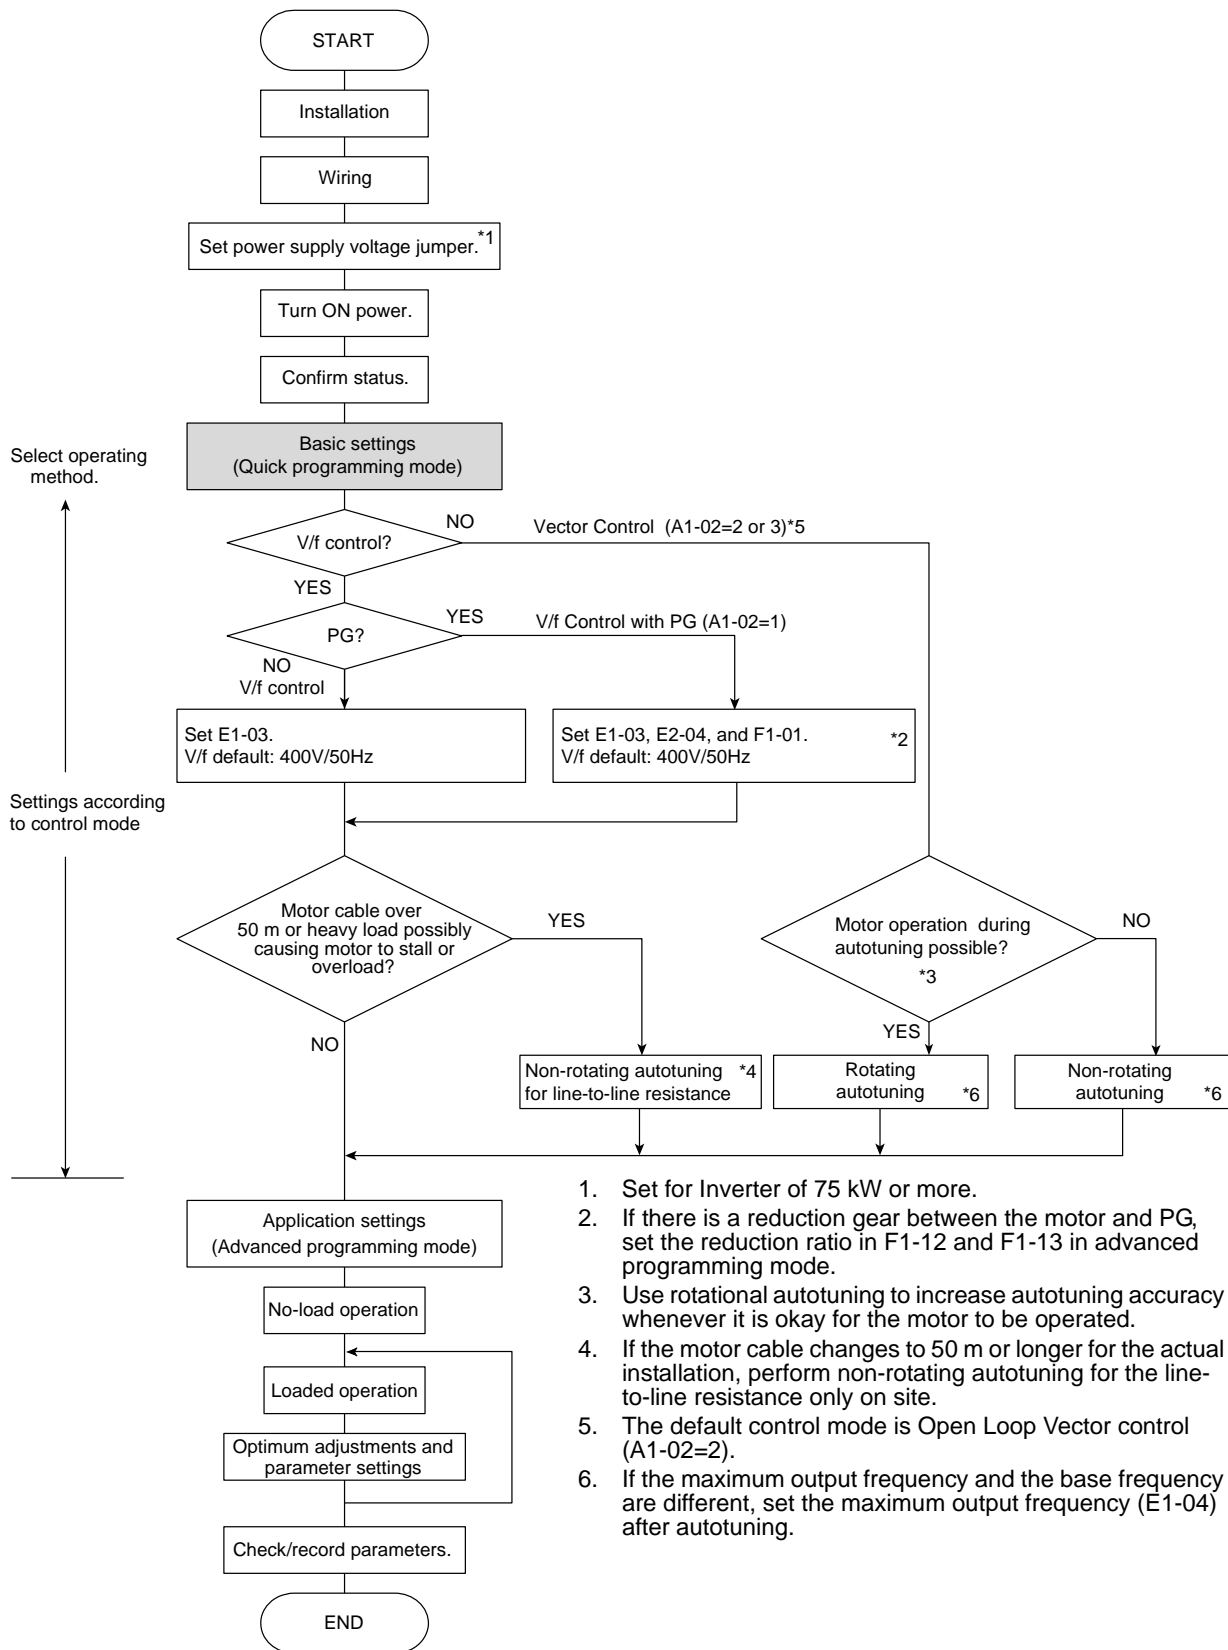 START
Installation
Wiring
Set power supply voltage jumper.*1
Turn ON power.
Confirm status.
Basic settings
(Quick programming mode)
Select operating
method.
V/f control?
NO
Vector Control (A1-02=2 or 3)*5
YES
PG?
YES
V/f Control with PG (A1-02=1)
NO
V/f control
Set E1-03.
V/f default: 400V/50Hz
Set E1-03, E2-04, and F1-01.
V/f default: 400V/50Hz
*2
Settings according
to control mode
Motor cable over
50 m or heavy load possibly
causing motor to stall or
overload?
YES
NO
Motor operation during
autotuning possible?
*3
NO
YES
Non-rotating autotuning *4
for line-to-line resistance
Rotating
autotuning *6
Non-rotating
autotuning *6
Application settings
(Advanced programming mode)
No-load operation
Loaded operation
Optimum adjustments and
parameter settings
Check/record parameters.
END
1. Set for Inverter of 75 kW or more.
2. If there is a reduction gear between the motor and PG,
set the reduction ratio in F1-12 and F1-13 in advanced
programming mode.
3. Use rotational autotuning to increase autotuning accuracy
whenever it is okay for the motor to be operated.
4. If the motor cable changes to 50 m or longer for the actual
installation, perform non-rotating autotuning for the line-
to-line resistance only on site.
5. The default control mode is Open Loop Vector control
(A1-02=2).
6. If the maximum output frequency and the base frequency
are different, set the maximum output frequency (E1-04)
after autotuning.